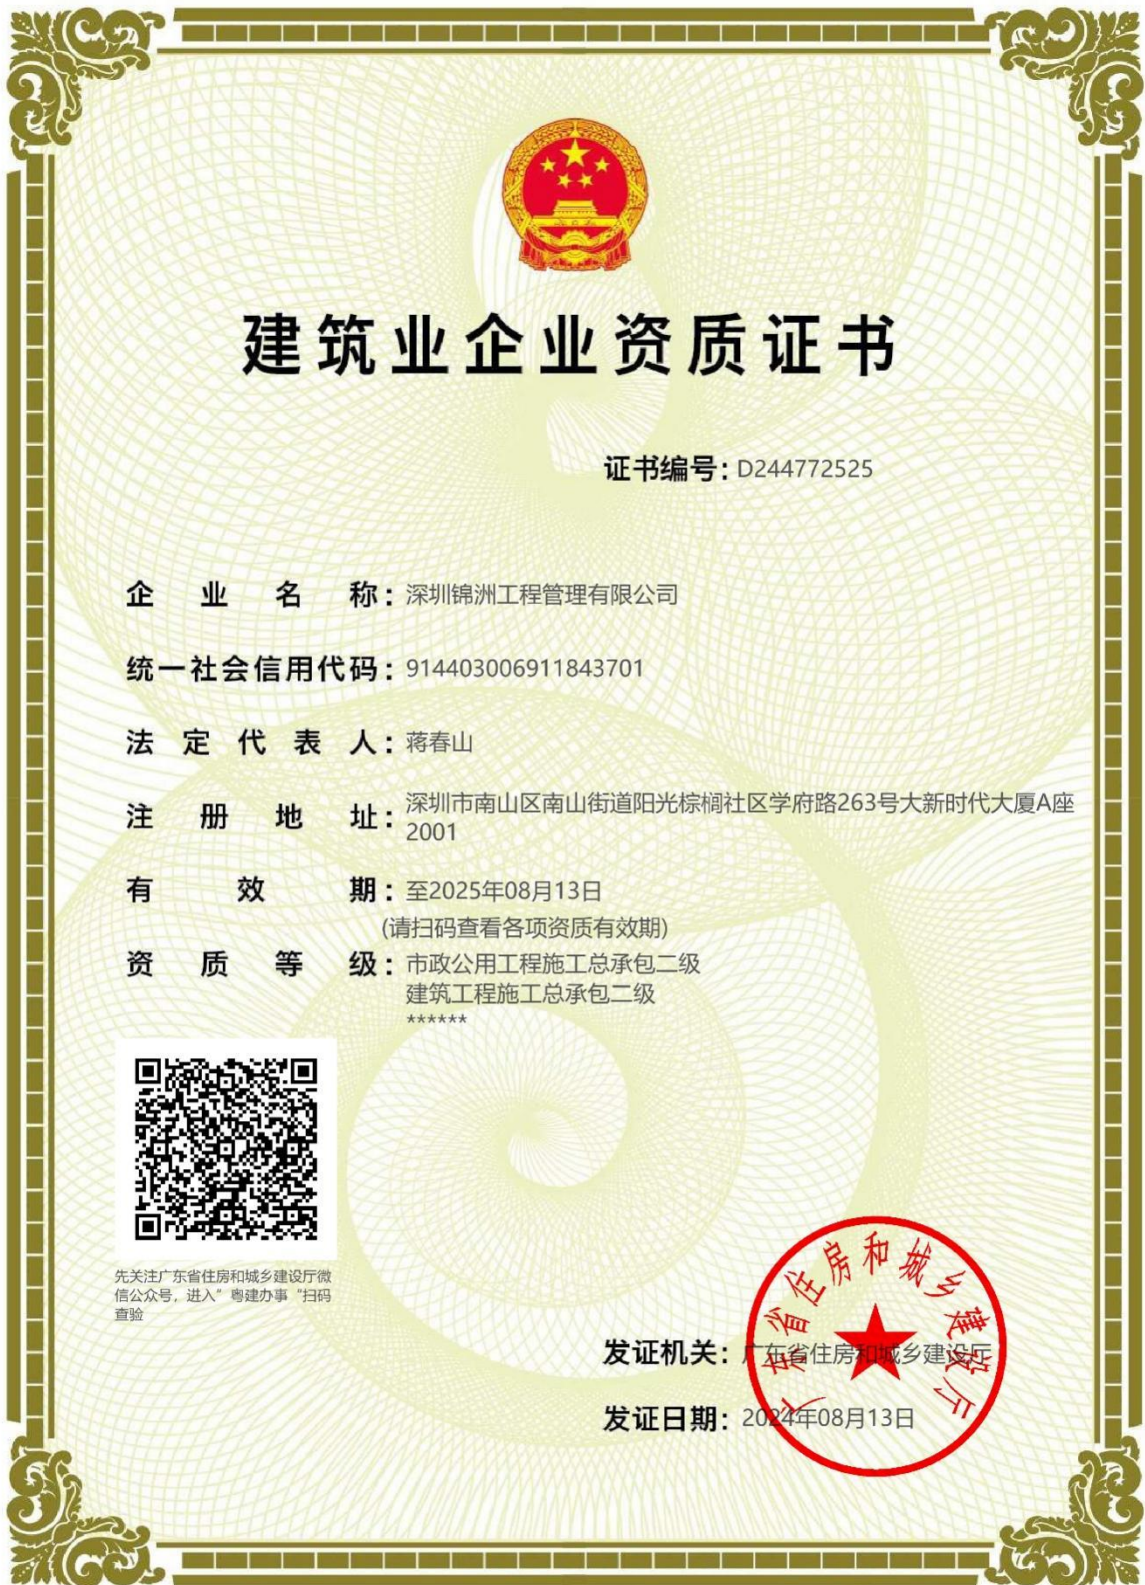 建筑业企业资质证书
证书编号：D244772525
企业名称：深圳锦洲工程管理有限公司
统一社会信用代码：914403006911843701
法定代表人：蒋春山
注册地址：深圳市南山区南山街道阳光棕榈社区学府路263号大新时代大厦A座
2001
有效期：至2025年08月13日
(请扫码查看各项资质有效期)
资质等级：市政公用工程施工总承包二级
建筑工程施工总承包二级
******
先关注广东省住房和城乡建设厅微
信公众号，进入“粤建办事“扫码
查验
广东省住房和城乡建设厅
发证机关：广东省住房和城乡建设厅
发证日期：2024年08月13日